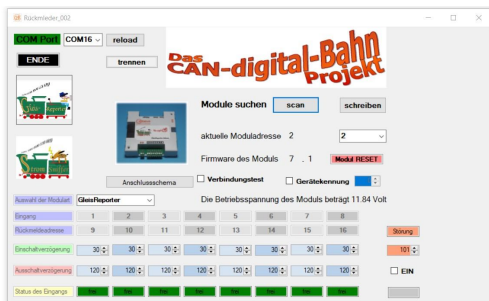 Rückmelder_002
COM Port COM16 reload
ENDE trennen
Das CAN-digital-Bahn Projekt
Module suchen scan schreiben
aktuelle Moduladresse 2 2
Firmware des Moduls 7 . 1 Modul RESET
Anschlussschema Verbindungstest Gerätekennung
Auswahl der Modulart GleisReporter Die Betriebsspannung des Moduls beträgt 11.84 Volt
Eingang 1 2 3 4 5 6 7 8
Rückmeldeadresse 9 10 11 12 13 14 15 16 Störung
Einschaltverzögerung 30 30 30 30 30 30 30 30 101
Ausschaltverzögerung 120 120 120 120 120 120 120 120 EIN
Status des Eingangs frei frei frei frei frei frei frei frei